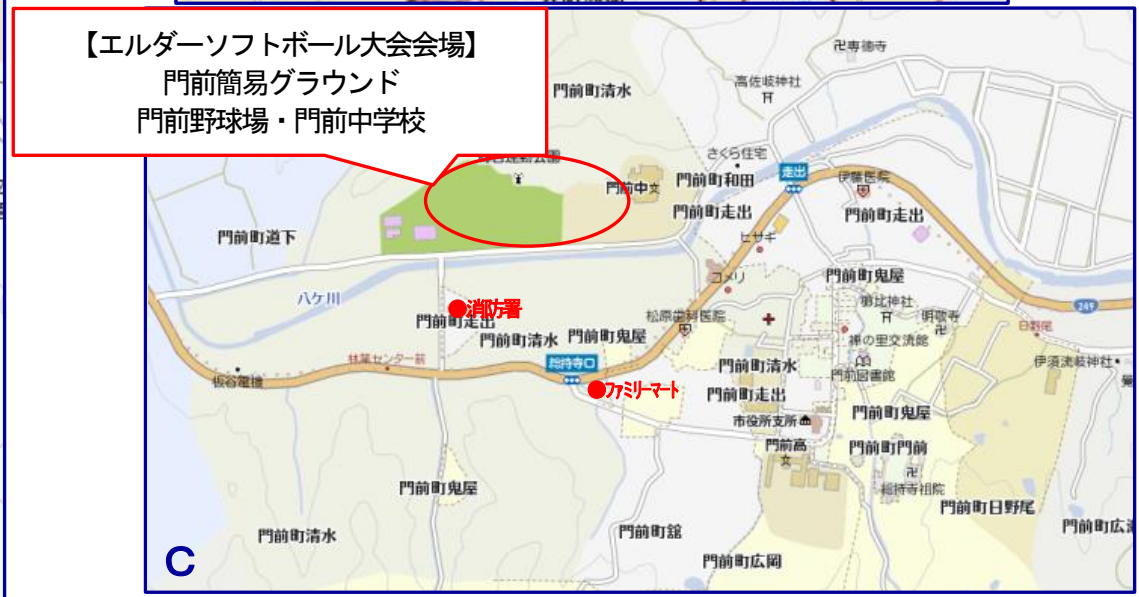 【エルダーソフトボール大会会場】
門前簡易グラウンド
門前野球場・門前中学校
卍専徳寺
高佐岐神社
門前町清水
さくら住宅
走出
伊藤医院
門前中
門前町和田
門前町走出
門前町走出
門前町道下
ヒサギ
コメリ
門前町鬼屋
八ケ川
消防署
門前町走出
松原歯科医院
明敬寺
249
門前町清水
門前町鬼屋
禅の里交流館
日野尾
林業センター前
総持寺口
門前町清水
門前図書館
伊須流岐神社
板谷電機
ファミリーマート
門前町走出
門前町鬼屋
市役所支所
門前高
門前町門前
門前町鬼屋
総持寺祖院
門前町日野尾
門前町清水
門前町舘
門前町広岡
C